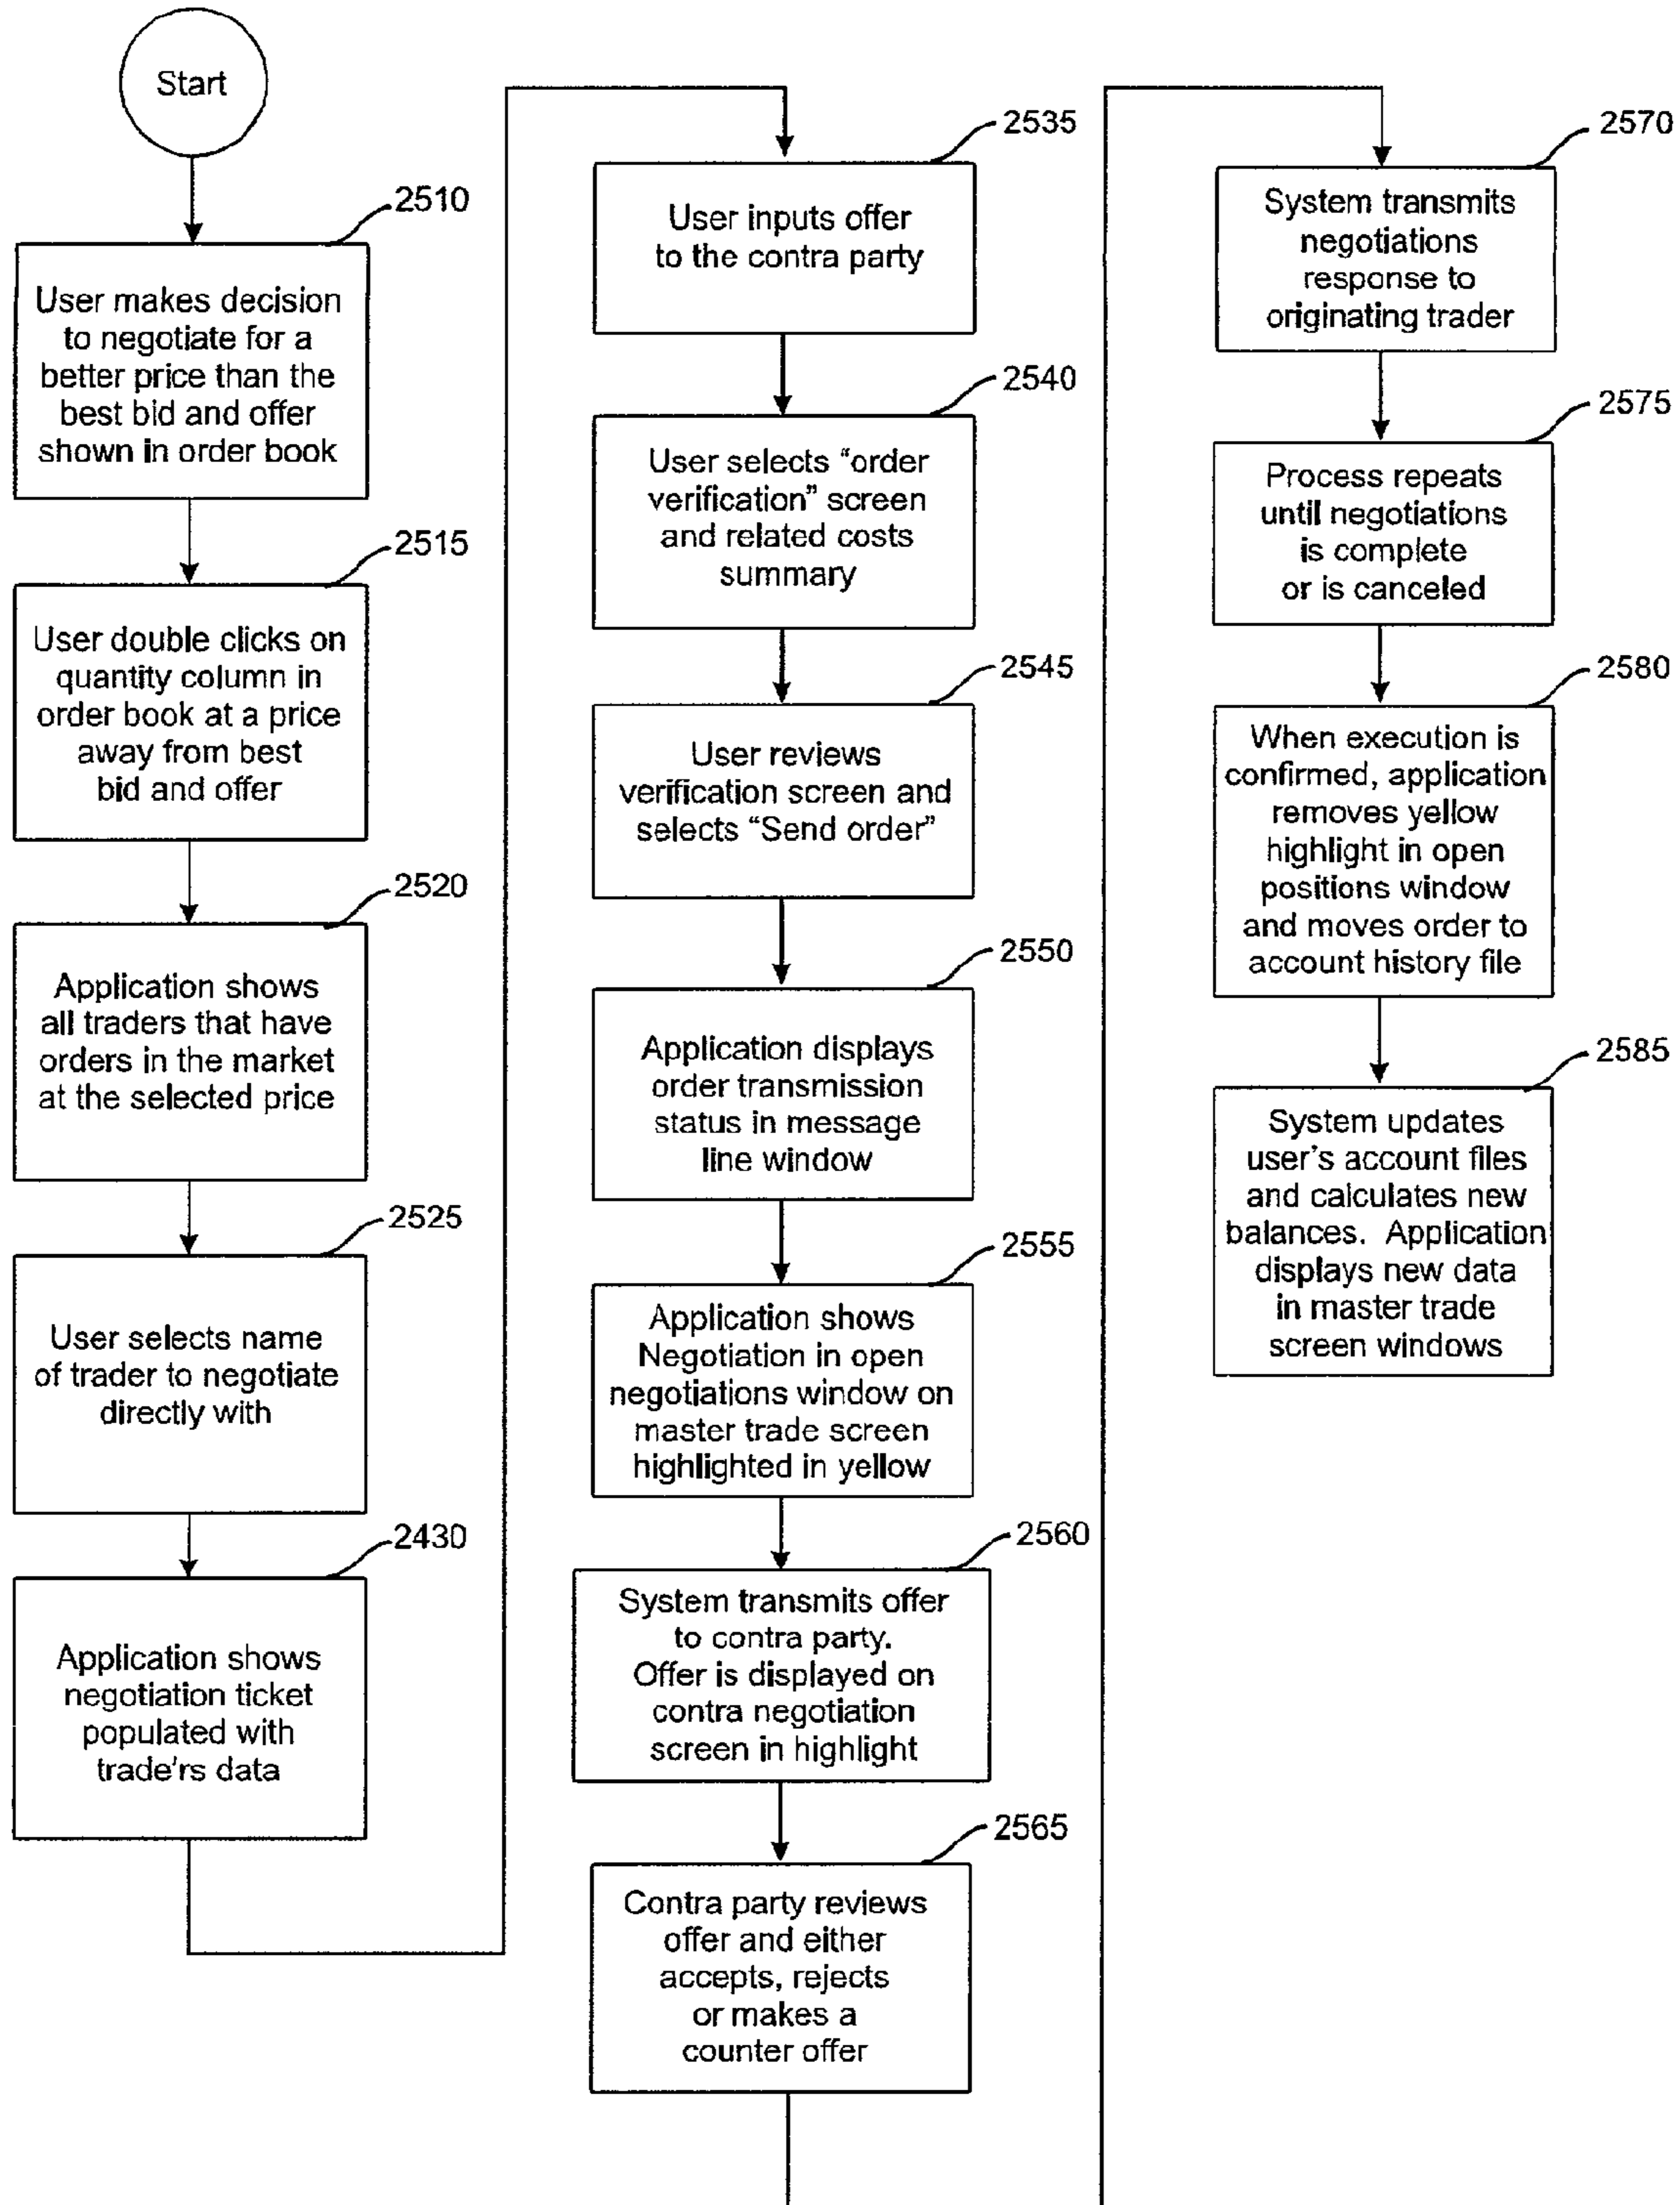 Start
2510
User makes decision
to negotiate for a
better price than the
best bid and offer
shown in order book
2515
User double clicks on
quantity column in
order book at a price
away from best
bid and offer
2520
Application shows
all traders that have
orders in the market
at the selected price
2525
User selects name
of trader to negotiate
directly with
2430
Application shows
negotiation ticket
populated with
trade'rs data
2535
User inputs offer
to the contra party
2540
User selects “order
verification” screen
and related costs
summary
2545
User reviews
verification screen and
selects “Send order”
2550
Application displays
order transmission
status in message
line window
2555
Application shows
Negotiation in open
negotiations window on
master trade screen
highlighted in yellow
2560
System transmits offer
to contra party.
Offer is displayed on
contra negotiation
screen in highlight
2565
Contra party reviews
offer and either
accepts, rejects
or makes a
counter offer
2570
System transmits
negotiations
response to
originating trader
2575
Process repeats
until negotiations
is complete
or is canceled
2580
When execution is
confirmed, application
removes yellow
highlight in open
positions window
and moves order to
account history file
2585
System updates
user's account files
and calculates new
balances. Application
displays new data
in master trade
screen windows